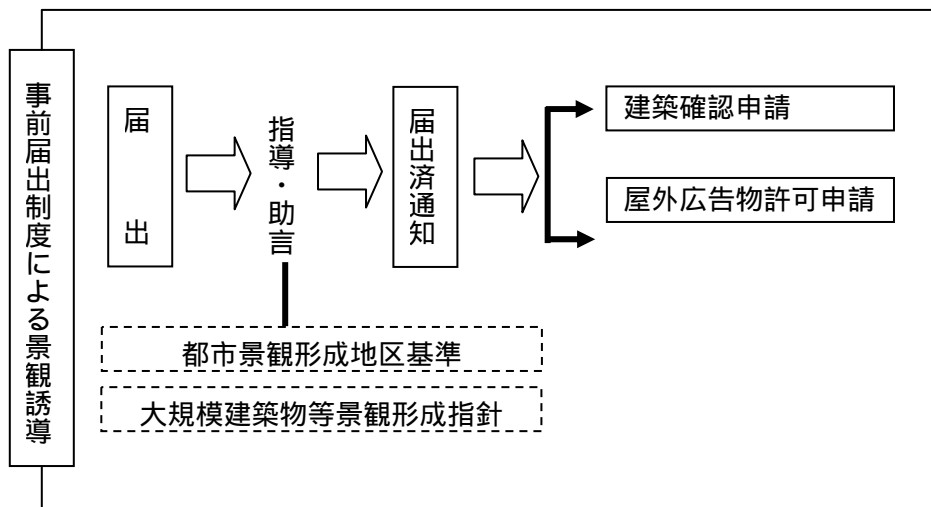 事前届出制度による景観誘導
届出
指導・助言
届出済通知
建築確認申請
屋外広告物許可申請
都市景観形成地区基準
大規模建築物等景観形成指針